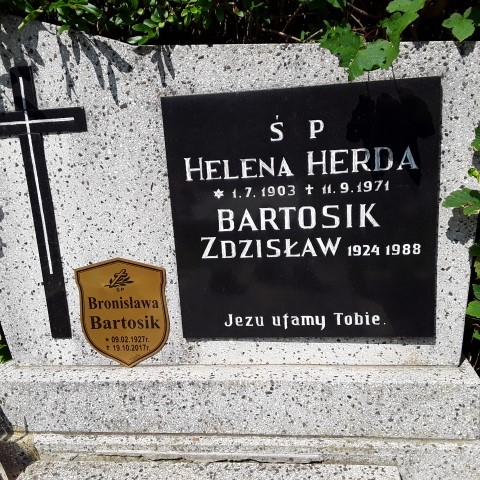 Ś P
HELENA HERDA
* 1.7.1903 + 11.9.1971
BARTOSIK
ZDZISŁAW 1924 1988
Jezu ufamy Tobie.
ŚP
Bronisława
Bartosik
* 09.02.1927r.
+ 19.10.2017r.